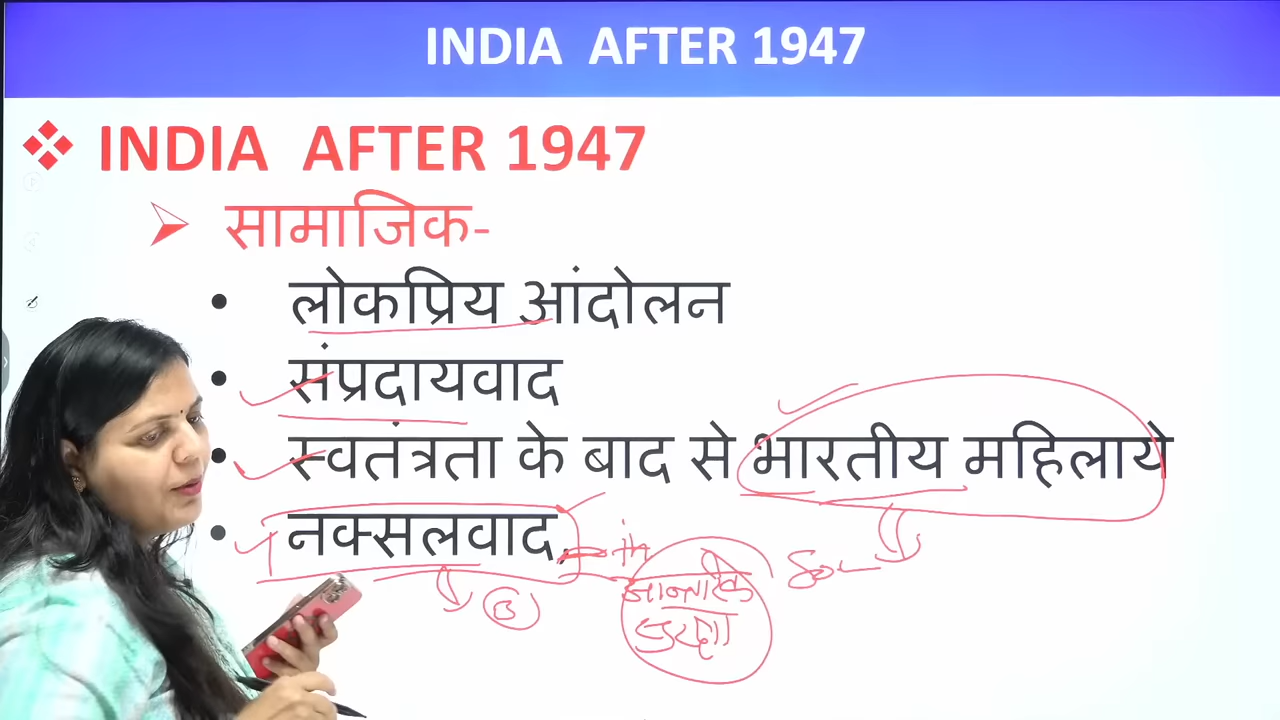 INDIA AFTER 1947
INDIA AFTER 1947
सामाजिक-
लोकप्रिय आंदोलन
संप्रदायवाद
स्वतंत्रता के बाद से भारतीय महिलाये
नक्सलवाद,